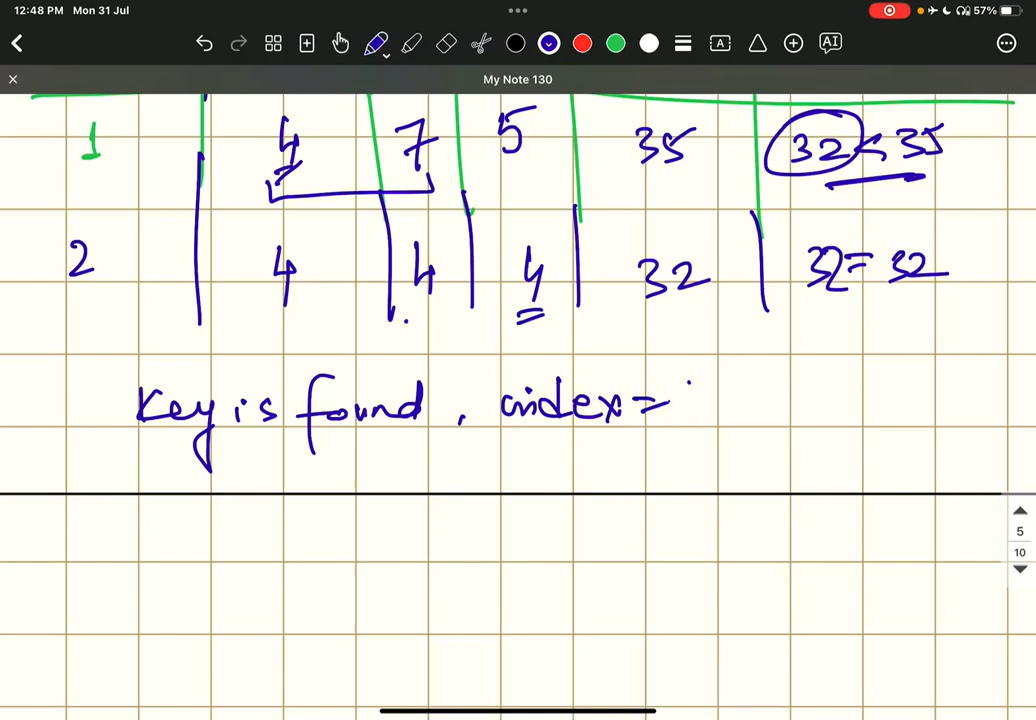 12:48 PM Mon 31 Jul 57%
A AI
My Note 130
1 4 7 5 35 32 < 35
2 4 4 4 32 32 = 32
Key is found, index =
5
10